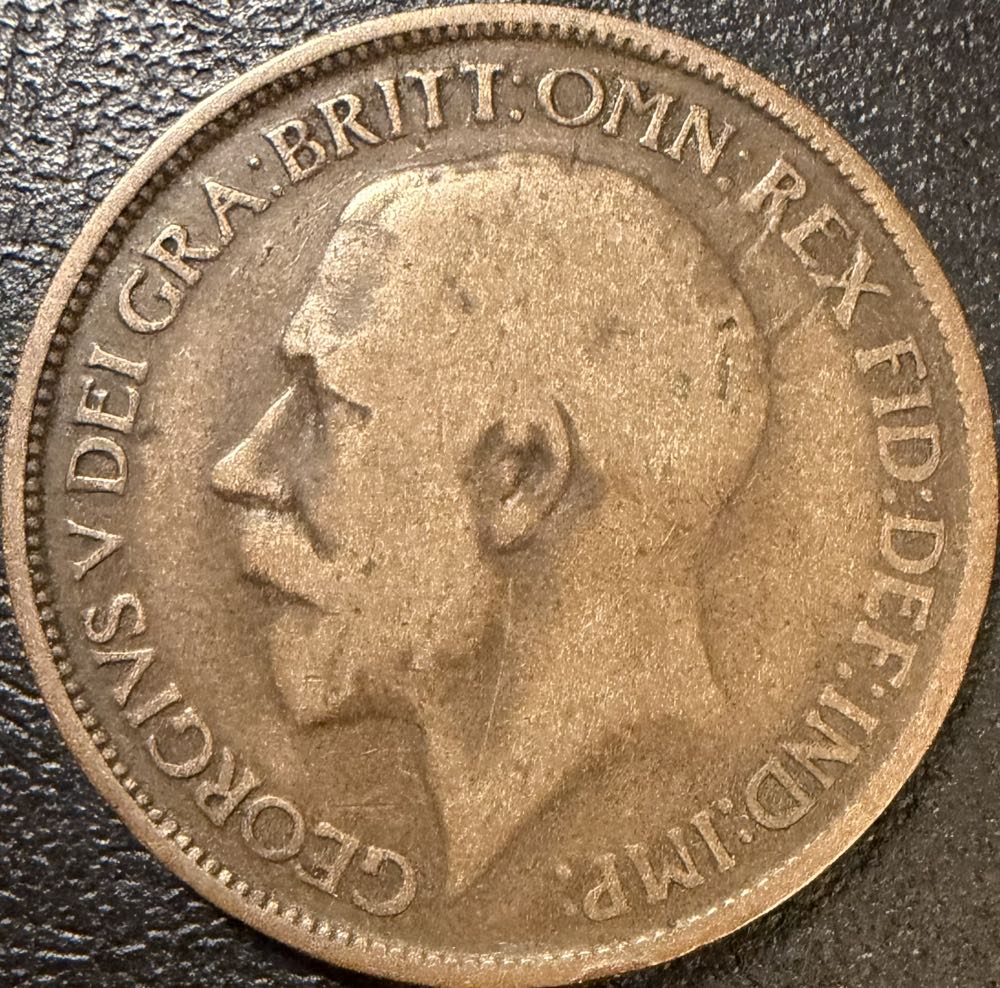 GEORGIVS V DEI GRA: BRITT: OMN: REX FID: DEF: IND: IMP.